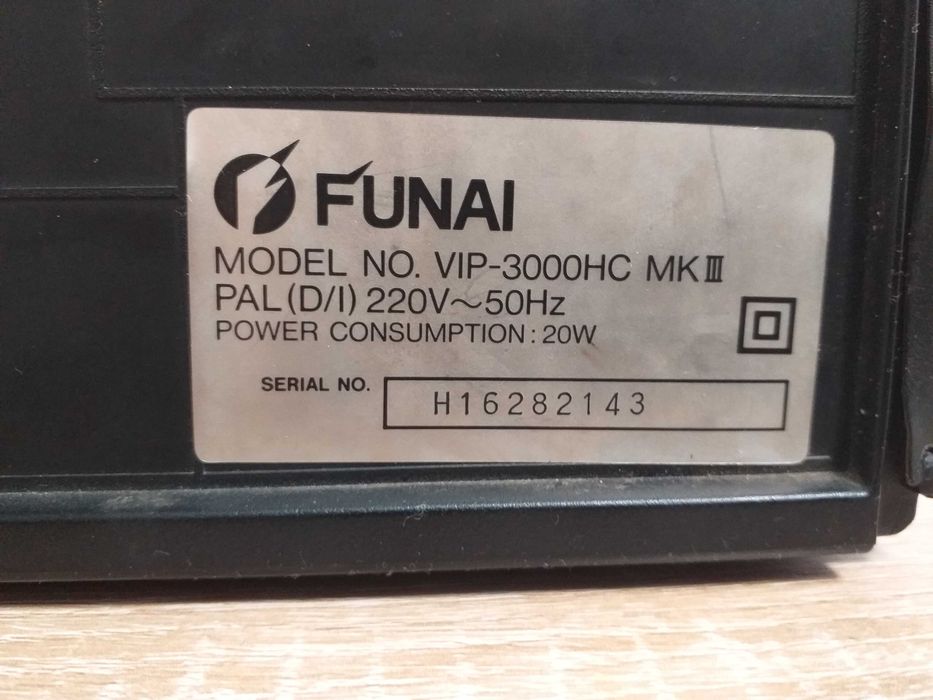 FUNAI
MODEL NO. VIP-3000HC MKⅢ
PAL (D/I) 220V～50Hz
POWER CONSUMPTION: 20W
SERIAL NO. H16282143